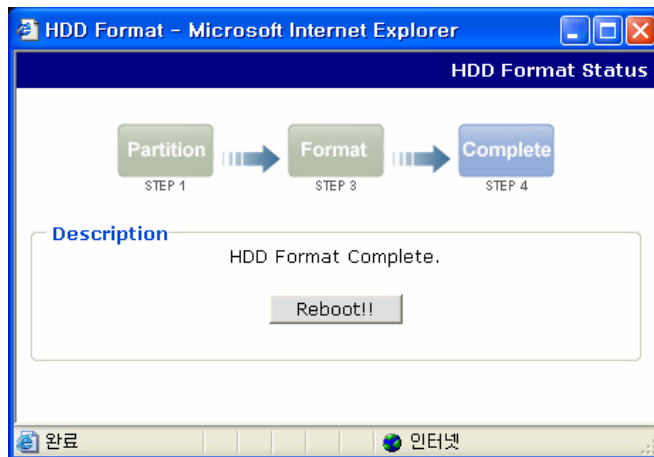 HDD Format - Microsoft Internet Explorer
HDD Format Status
Partition
Format
Complete
STEP 1
STEP 3
STEP 4
Description
HDD Format Complete.
Reboot!!
완료
인터넷